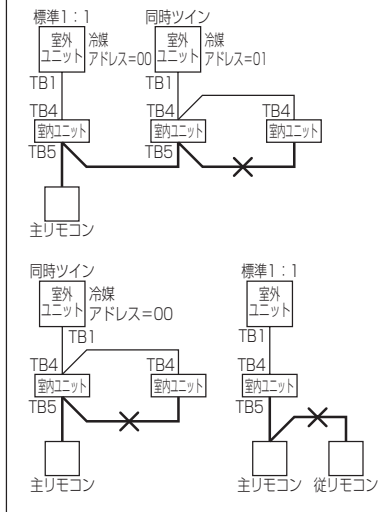 標準1:1
同時ツイン
室外
ユニット
冷媒
アドレス=00
室外
ユニット
冷媒
アドレス=01
TB1
TB1
TB4
TB4
TB4
室内ユニット
室内ユニット
室内ユニット
TB5
TB5
主リモコン
同時ツイン
標準1:1
室外
ユニット
冷媒
アドレス=00
室外
ユニット
TB1
TB1
TB4
TB4
TB4
室内ユニット
室内ユニット
室内ユニット
TB5
TB5
主リモコン
主リモコン
従リモコン